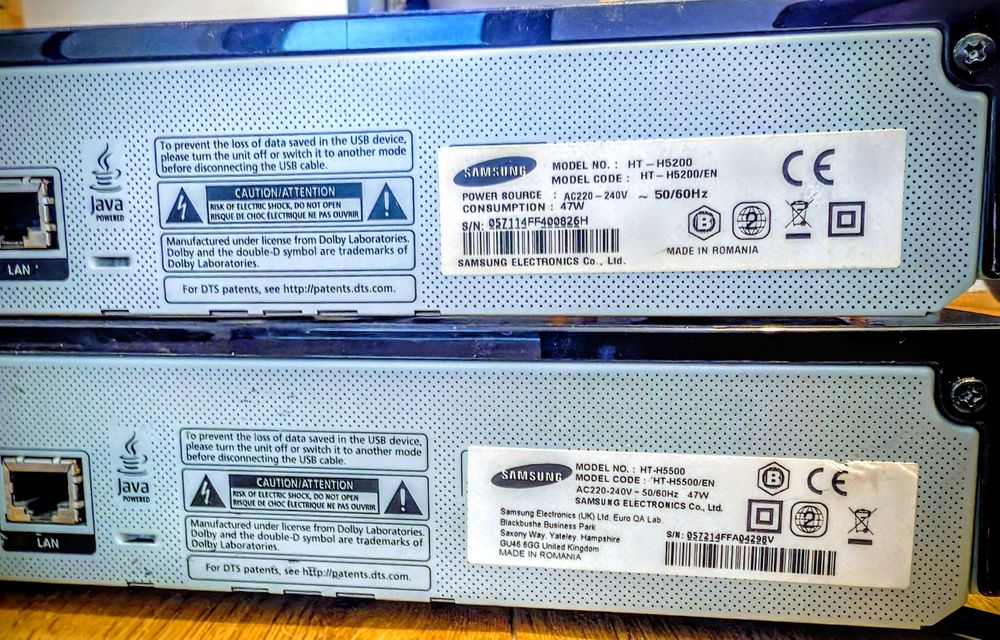 LAN
Java
POWERED
To prevent the loss of data saved in the USB device,
please turn the unit off or switch it to another mode
before disconnecting the USB cable.
CAUTION/ATTENTION
RISK OF ELECTRIC SHOCK, DO NOT OPEN
RISQUE DE CHOC ÉLECTRIQUE NE PAS OUVRIR
Manufactured under license from Dolby Laboratories.
Dolby and the double-D symbol are trademarks of
Dolby Laboratories.
For DTS patents, see http://patents.dts.com.
SAMSUNG
MODEL NO. : HT-H5200
MODEL CODE : HT-H5200/EN
POWER SOURCE : AC220-240V ~ 50/60Hz
CONSUMPTION : 47W
S/N: 05Z114FF400826H
SAMSUNG ELECTRONICS Co., Ltd.
CE
B
2
MADE IN ROMANIA
LAN
Java
POWERED
To prevent the loss of data saved in the USB device,
please turn the unit off or switch it to another mode
before disconnecting the USB cable.
CAUTION/ATTENTION
RISK OF ELECTRIC SHOCK, DO NOT OPEN
RISQUE DE CHOC ÉLECTRIQUE NE PAS OUVRIR
Manufactured under license from Dolby Laboratories.
Dolby and the double-D symbol are trademarks of
Dolby Laboratories.
For DTS patents, see http://patents.dts.com.
SAMSUNG
MODEL NO. : HT-H5500
MODEL CODE : HT-H5500/EN
AC220-240V~50/60Hz 47W
SAMSUNG ELECTRONICS Co., Ltd.
Samsung Electronics (UK) Ltd. Euro QA Lab.
Blackbushe Business Park
Saxony Way, Yateley, Hampshire
GU46 6GG United Kingdom
MADE IN ROMANIA
B
CE
2
S/N: 05Z214FFA04298V